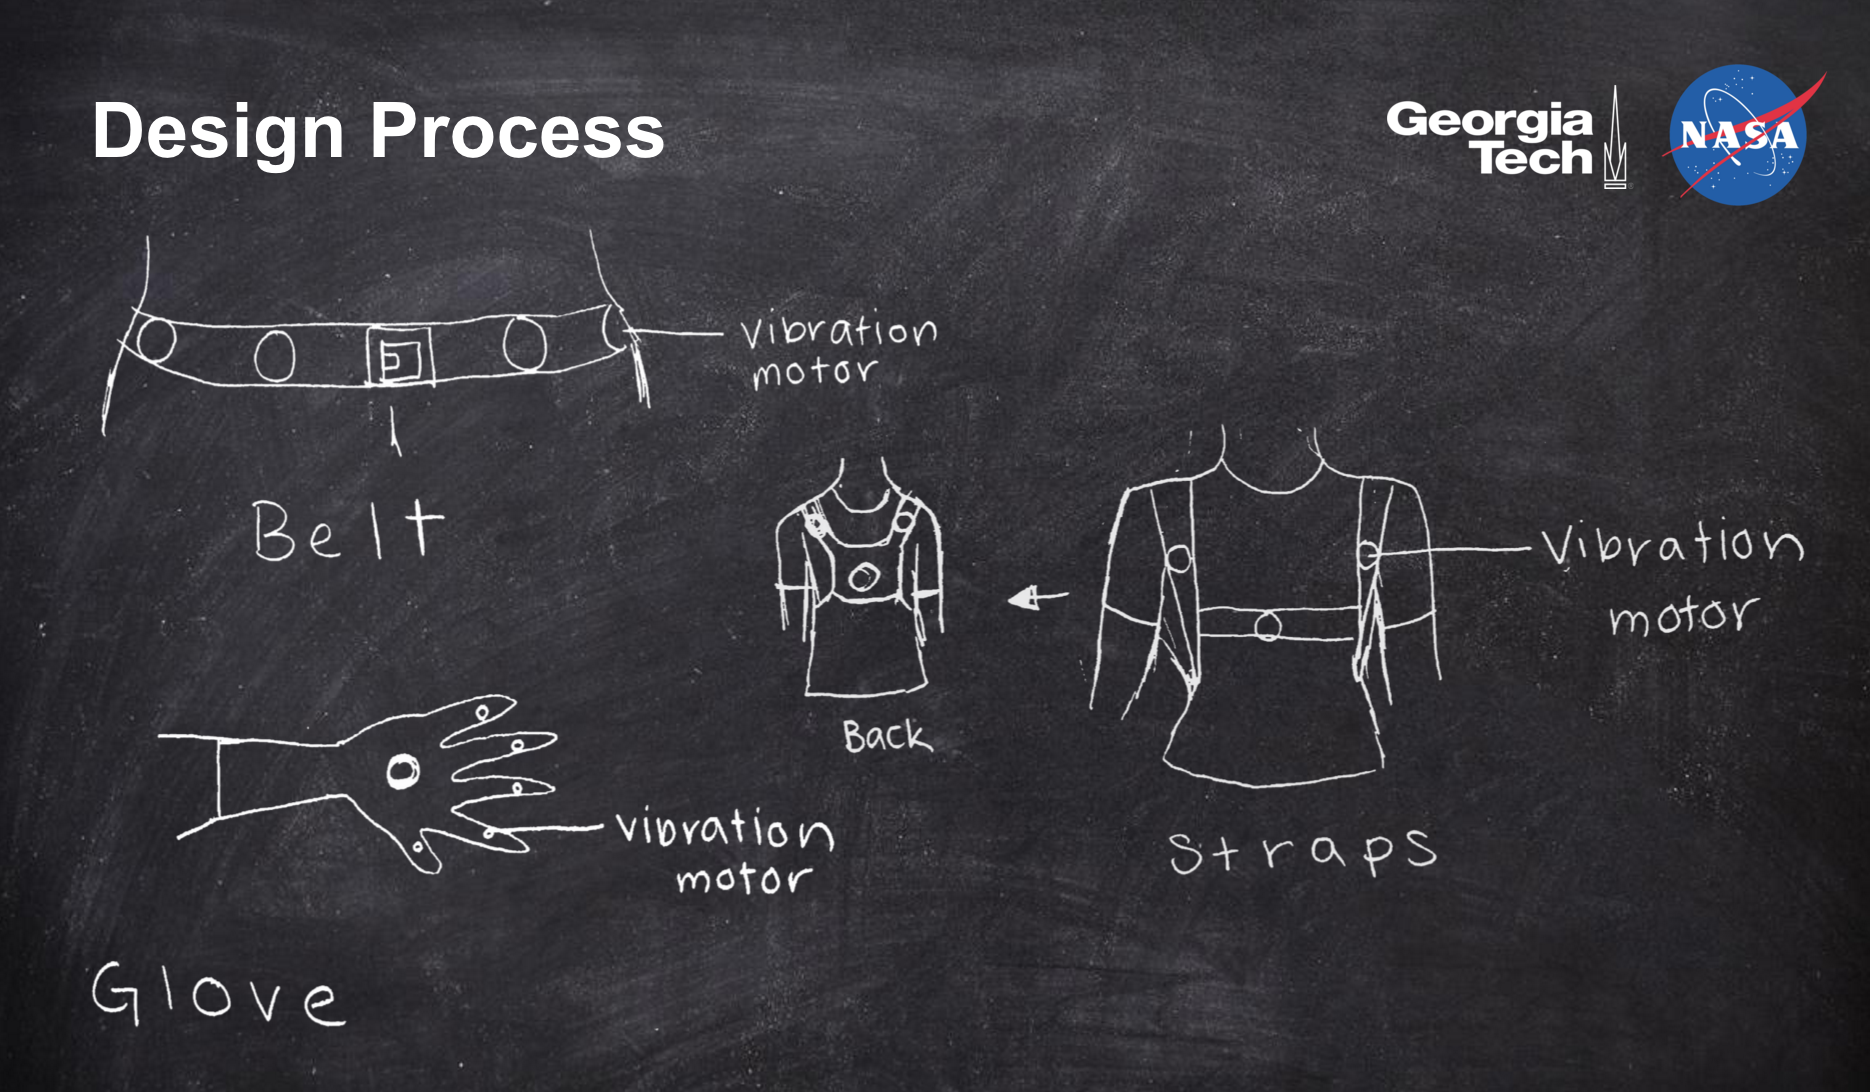 Design Process
Georgia
Tech
NASA
vibration
motor
Belt
Back
Vibration
motor
Straps
vibration
motor
Glove